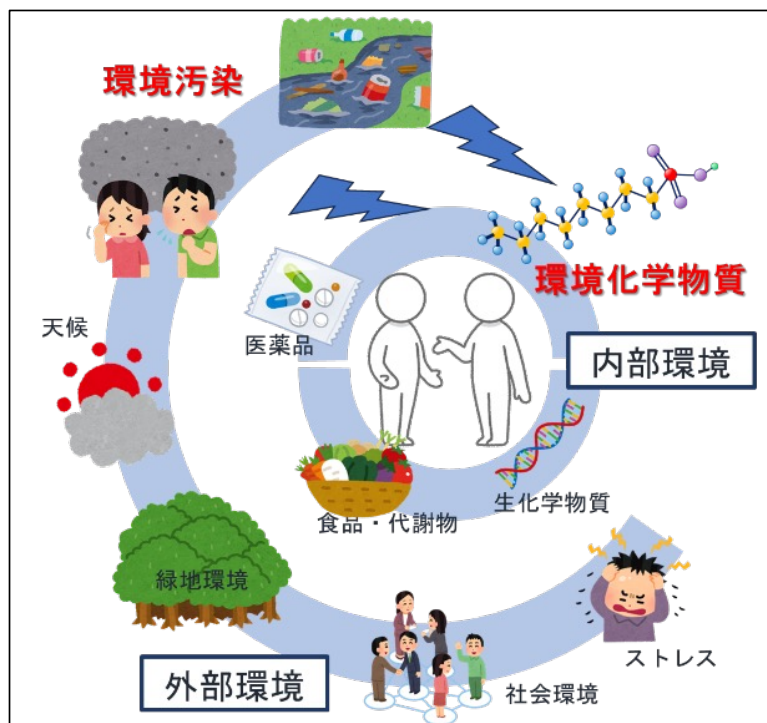 環境汚染
環境化学物質
天候
医薬品
内部環境
食品・代謝物
生化学物質
緑地環境
ストレス
外部環境
社会環境